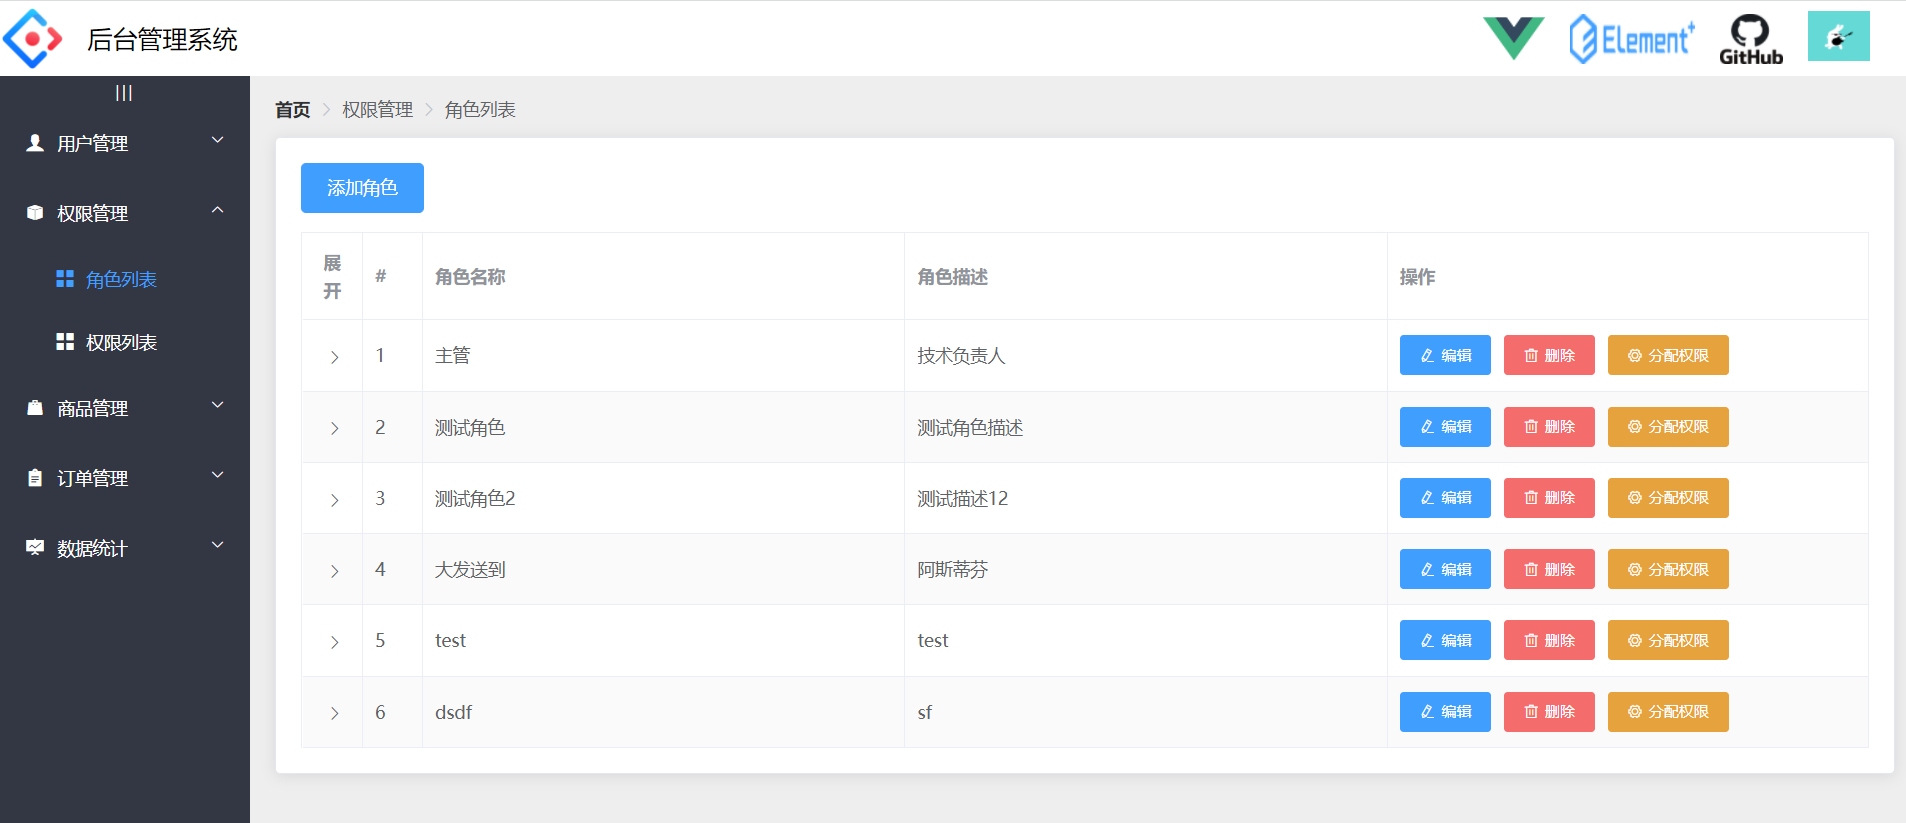 后台管理系统
Element+
GitHub
|||
用户管理
权限管理
角色列表
权限列表
商品管理
订单管理
数据统计
首页 > 权限管理 > 角色列表
添加角色
展开 # 角色名称 角色描述 操作
1 主管 技术负责人 编辑 删除 分配权限
2 测试角色 测试角色描述 编辑 删除 分配权限
3 测试角色2 测试描述12 编辑 删除 分配权限
4 大发送到 阿斯蒂芬 编辑 删除 分配权限
5 test test 编辑 删除 分配权限
6 dsdf sf 编辑 删除 分配权限